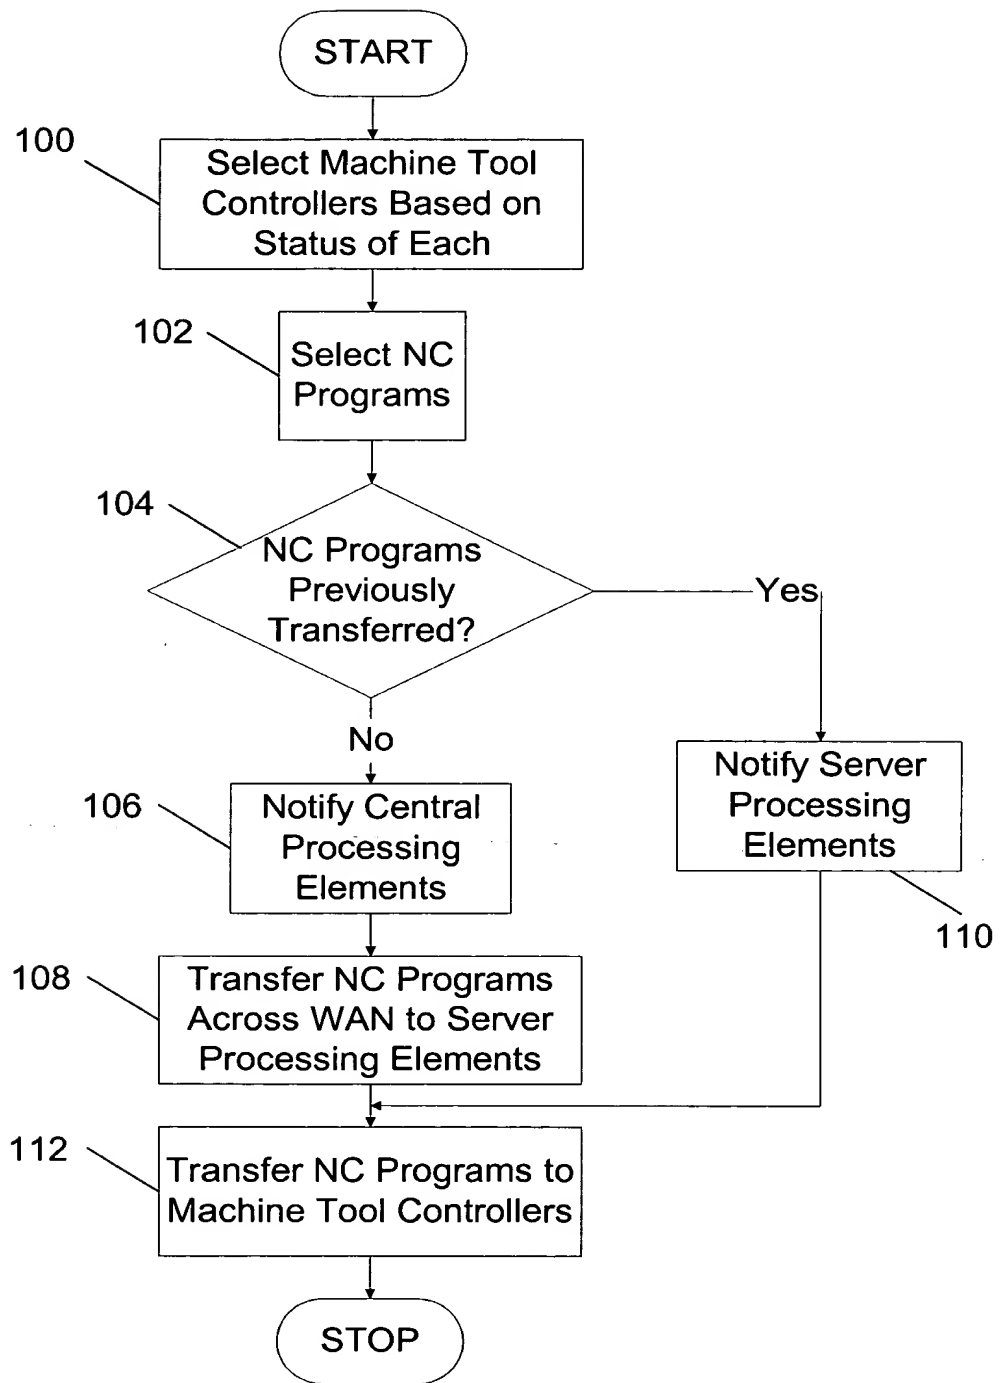 START
100
Select Machine Tool
Controllers Based on
Status of Each
102
Select NC
Programs
104
NC Programs
Previously
Transferred?
Yes
No
106
Notify Central
Processing
Elements
Notify Server
Processing
Elements
110
108
Transfer NC Programs
Across WAN to Server
Processing Elements
112
Transfer NC Programs to
Machine Tool Controllers
STOP